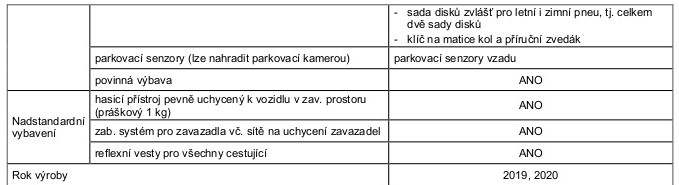 - sada disků zvlášť pro letní i zimní pneu, tj. celkem
dvě sady disků
- klíč na matice kol a příruční zvedák
parkovací senzory (lze nahradit parkovací kamerou) parkovací senzory vzadu
povinná výbava ANO
Nadstandardní
vybavení
hasicí přístroj pevně uchycený k vozidlu v zav. prostoru
(práškový 1 kg) ANO
zab. systém pro zavazadla vč. sítě na uchycení zavazadel ANO
reflexní vesty pro všechny cestující ANO
Rok výroby 2019, 2020